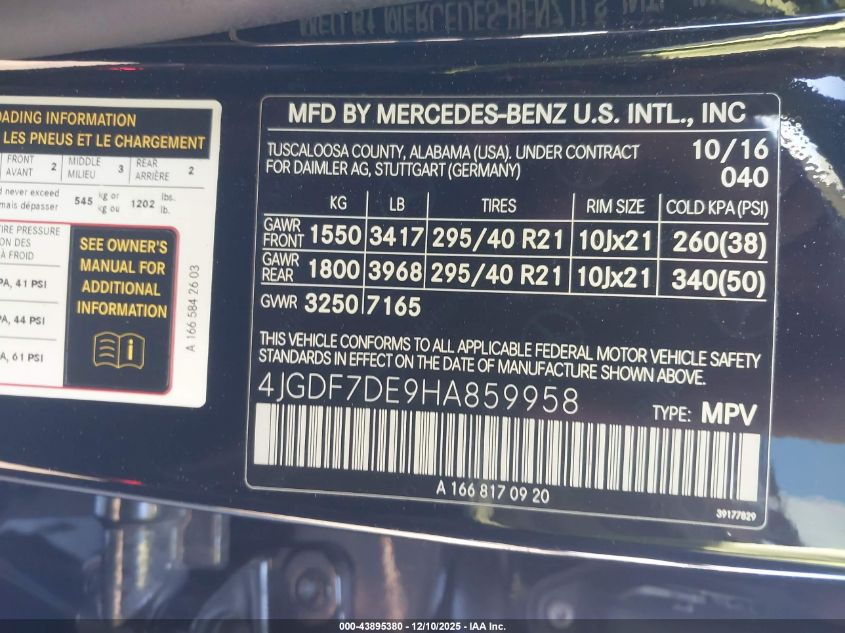 OADING INFORMATION
LES PNEUS ET LE CHARGEMENT
FRONT AVANT 2 MIDDLE MILIEU 3 REAR ARRIÈRE 2
d never exceed
mais dépasser 545 kg or kg ou 1202 lbs. lb.
IRE PRESSURE
ION DES
À FROID
PA, 41 PSI
PA, 44 PSI
PA, 61 PSI
SEE OWNER'S
MANUAL FOR
ADDITIONAL
INFORMATION
A 166 584 26 03
MFD BY MERCEDES-BENZ U.S. INTL., INC
TUSCALOOSA COUNTY, ALABAMA (USA). UNDER CONTRACT
FOR DAIMLER AG, STUTTGART (GERMANY)
10/16
040
KG LB TIRES RIM SIZE COLD KPA (PSI)
GAWR FRONT 1550 3417 295/40 R21 10Jx21 260(38)
GAWR REAR 1800 3968 295/40 R21 10Jx21 340(50)
GVWR 3250 7165
THIS VEHICLE CONFORMS TO ALL APPLICABLE FEDERAL MOTOR VEHICLE SAFETY
STANDARDS IN EFFECT ON THE DATE OF MANUFACTURE SHOWN ABOVE.
4JGDF7DE9HA859958
TYPE: MPV
A 166 817 09 20
39177829
000-43895380 - 12/10/2025 - IAA Inc.